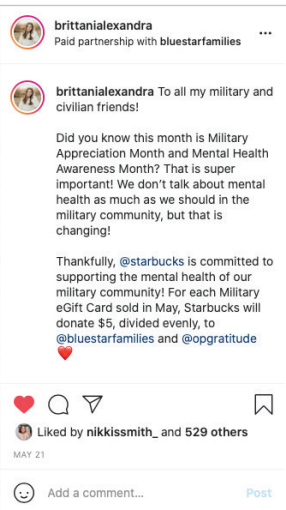 brittanialexandra
Paid partnership with bluestarfamilies
brittanialexandra To all my military and
civilian friends!
Did you know this month is Military
Appreciation Month and Mental Health
Awareness Month? That is super
important! We don't talk about mental
health as much as we should in the
military community, but that is
changing!
Thankfully, @starbucks is committed to
supporting the mental health of our
military community! For each Military
eGift Card sold in May, Starbucks will
donate $5, divided evenly, to
@bluestarfamilies and @opgratitude
❤️
Liked by nikkissmith_ and 529 others
MAY 21
Add a comment...
Post